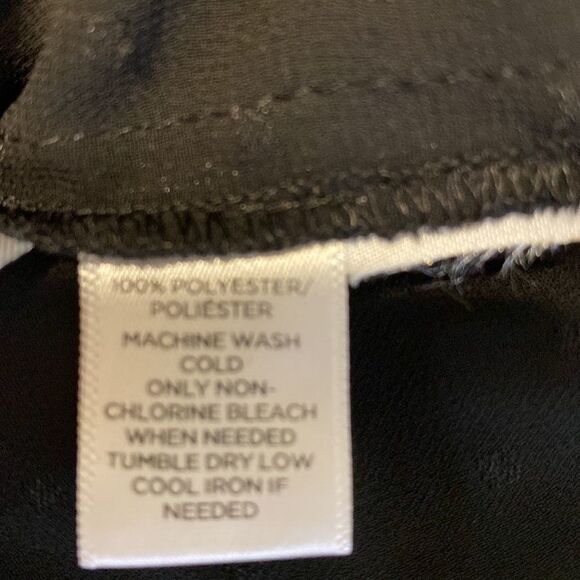 100% POLYESTER/
POLIÉSTER
MACHINE WASH
COLD
ONLY NON-
CHLORINE BLEACH
WHEN NEEDED
TUMBLE DRY LOW
COOL IRON IF
NEEDED